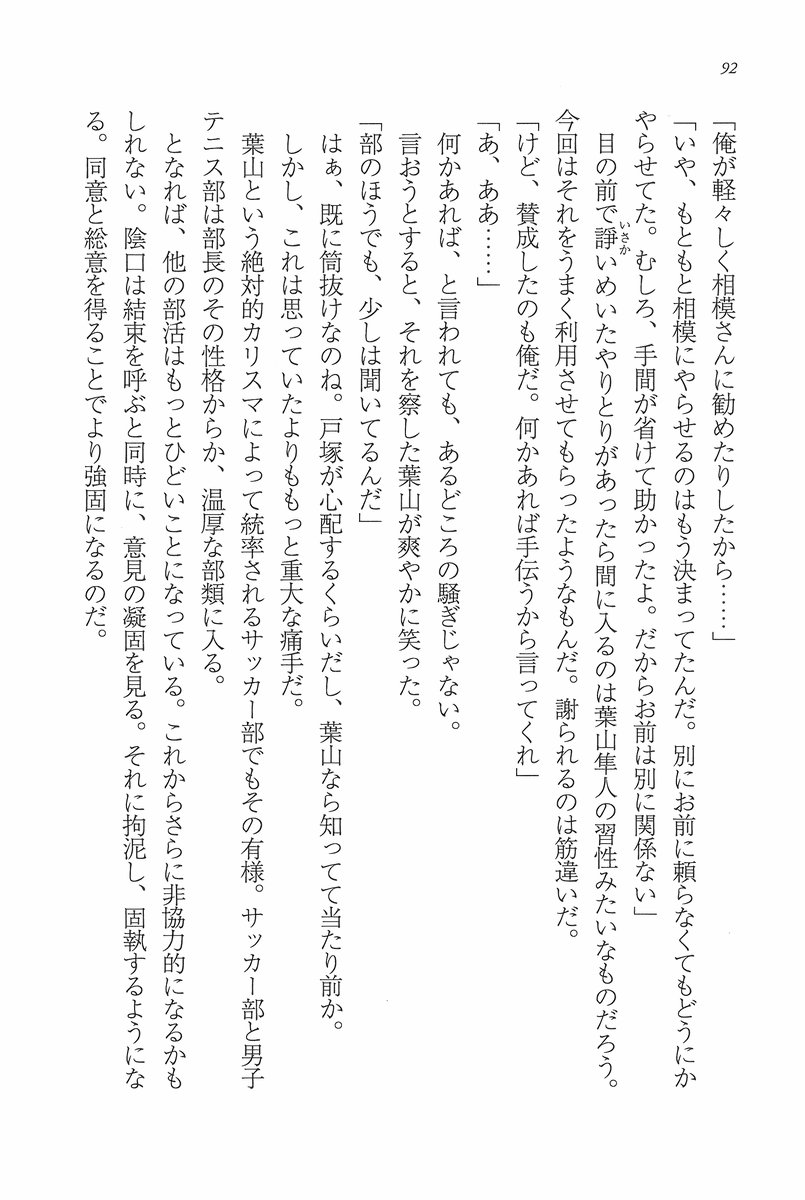 92
「俺が軽々しく相模さんに勧めたりしたから……」
「いや、もともと相模にやらせるのはもう決まってたんだ。別にお前に頼らなくてもどうにか
やらせてた。むしろ、手間が省けて助かったよ。だからお前は別に関係ない」
　目の前で諍いめいたやりとりがあったら間に入るのは葉山隼人の習性みたいなものだろう。
いさか
今回はそれをうまく利用させてもらったようなもんだ。謝られるのは筋違いだ。
「けど、賛成したのも俺だ。何かあれば手伝うから言ってくれ」
「あ、ああ……」
　何かあれば、と言われても、あるどころの騒ぎじゃない。
　言おうとすると、それを察した葉山が爽やかに笑った。
「部のほうでも、少しは聞いてるんだ」
　はぁ、既に筒抜けなのね。戸塚が心配するくらいだし、葉山なら知ってて当たり前か。
　しかし、これは思っていたよりももっと重大な痛手だ。
　葉山という絶対的カリスマによって統率されるサッカー部でもその有様。サッカー部と男子
テニス部は部長のその性格からか、温厚な部類に入る。
　となれば、他の部活はもっとひどいことになっている。これからさらに非協力的になるかも
しれない。陰口は結束を呼ぶと同時に、意見の凝固を見る。それに拘泥し、固執するようにな
る。同意と総意を得ることでより強固になるのだ。